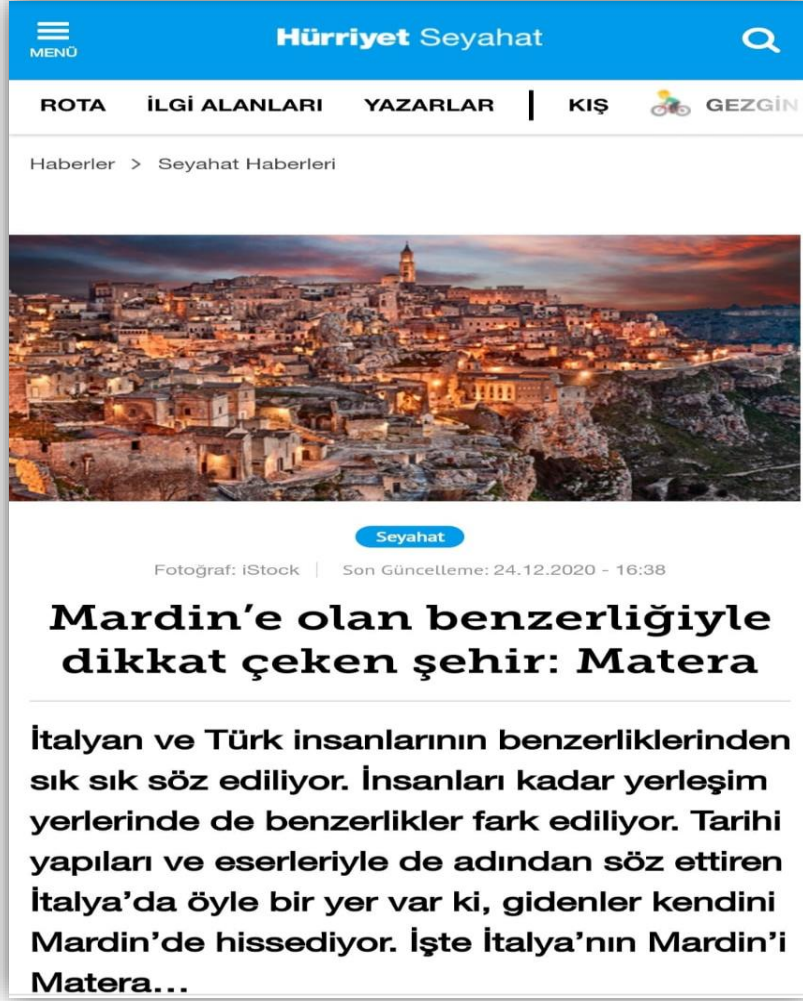 MENÜ
Hürriyet Seyahat
ROTA İLGİ ALANLARI YAZARLAR | KIŞ GEZGİN
Haberler > Seyahat Haberleri
Seyahat
Fotoğraf: iStock | Son Güncelleme: 24.12.2020 - 16:38
Mardin'e olan benzerliğiyle
dikkat çeken şehir: Matera
İtalyan ve Türk insanlarının benzerliklerinden
sık sık söz ediliyor. İnsanları kadar yerleşim
yerlerinde de benzerlikler fark ediliyor. Tarihi
yapıları ve eserleriyle de adından söz ettiren
İtalya'da öyle bir yer var ki, gidenler kendini
Mardin'de hissediyor. İşte İtalya'nın Mardin'i
Matera...